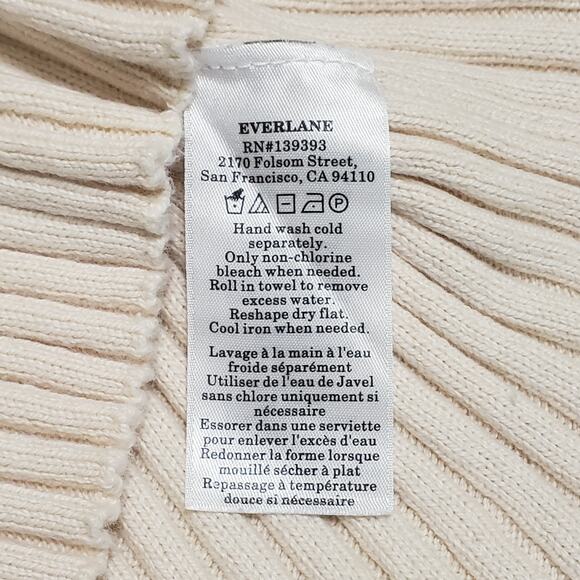 EVERLANE
RN#139393
2170 Folsom Street,
San Francisco, CA 94110
Hand wash cold
separately.
Only non-chlorine
bleach when needed.
Roll in towel to remove
excess water.
Reshape dry flat.
Cool iron when needed.
Lavage à la main à l'eau
froide séparément
Utiliser de l'eau de Javel
sans chlore uniquement si
nécessaire
Essorer dans une serviette
pour enlever l'excès d'eau
Redonner la forme lorsque
mouillé sécher à plat
Repassage à température
douce si nécessaire